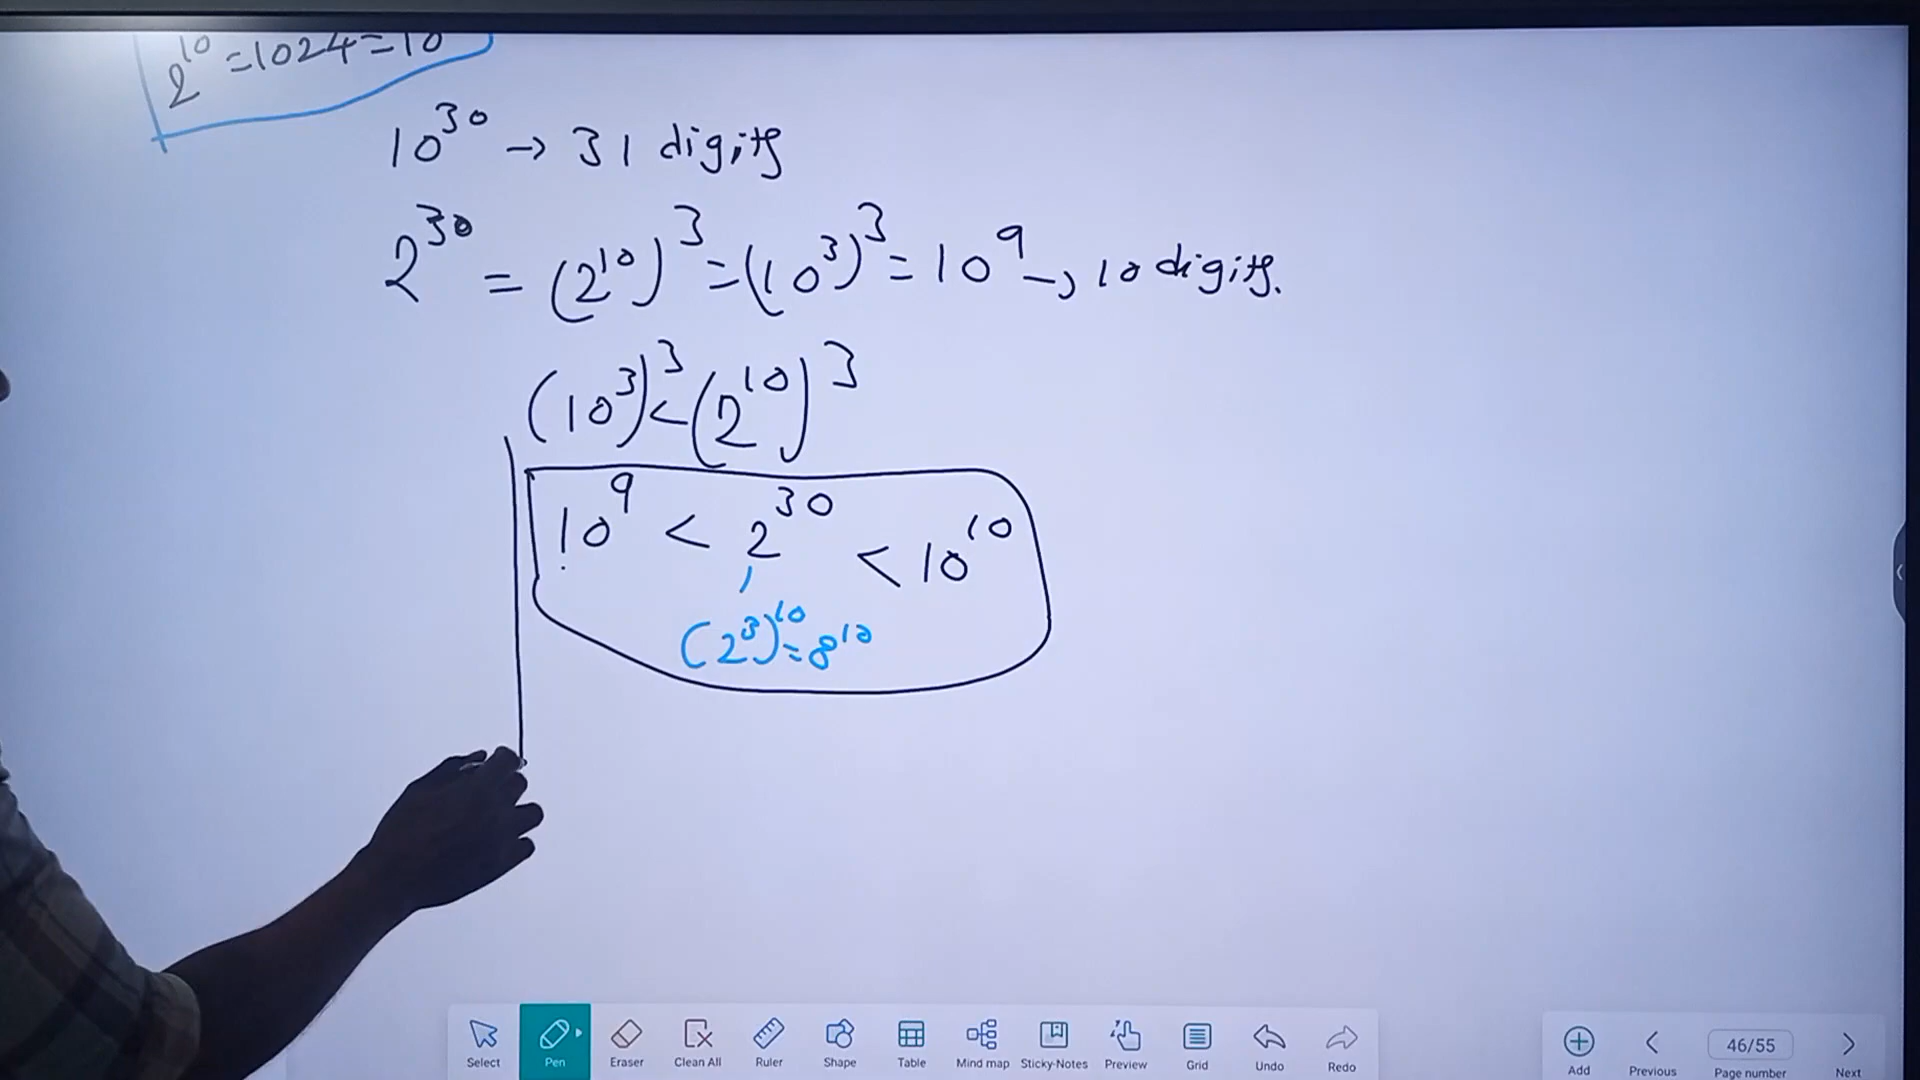 2^10 = 1024 = 10
10^30 → 31 digits
2^30 = (2^10)^3 = (10^3)^3 = 10^9 → 10 digits.
(10^3)^3 < (2^10)^3
10^9 < 2^30 < 10^10
(2^3)^10 = 8^10
Select Pen Eraser Clean All Ruler Shape Table Mind map Sticky-Notes Preview Grid Undo Redo
Add Previous 46/55 Page number Next